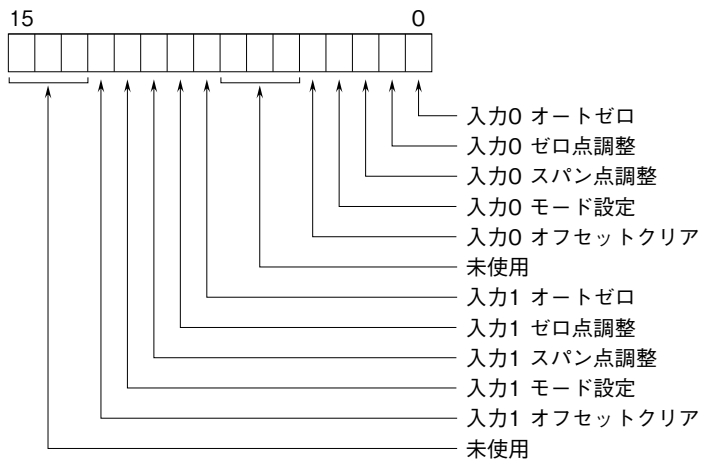 15 0
入力0 オートゼロ
入力0 ゼロ点調整
入力0 スパン点調整
入力0 モード設定
入力0 オフセットクリア
未使用
入力1 オートゼロ
入力1 ゼロ点調整
入力1 スパン点調整
入力1 モード設定
入力1 オフセットクリア
未使用